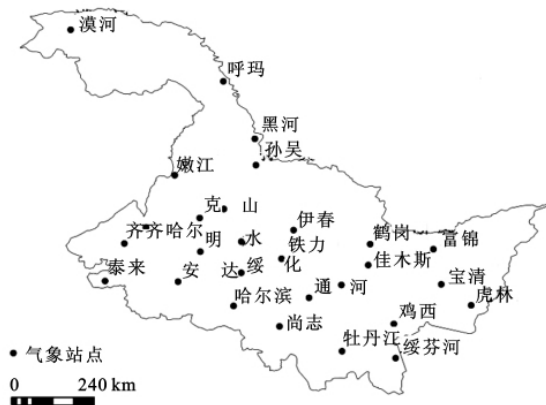 漠河
呼玛
黑河
孙吴
嫩江
克 山
齐齐哈尔
伊春
鹤岗
富锦
明 水
铁力
佳木斯
泰来
安 达
绥 化
宝清
通 河
虎林
哈尔滨
鸡西
尚志
牡丹江
绥芬河
气象站点
0 240 km